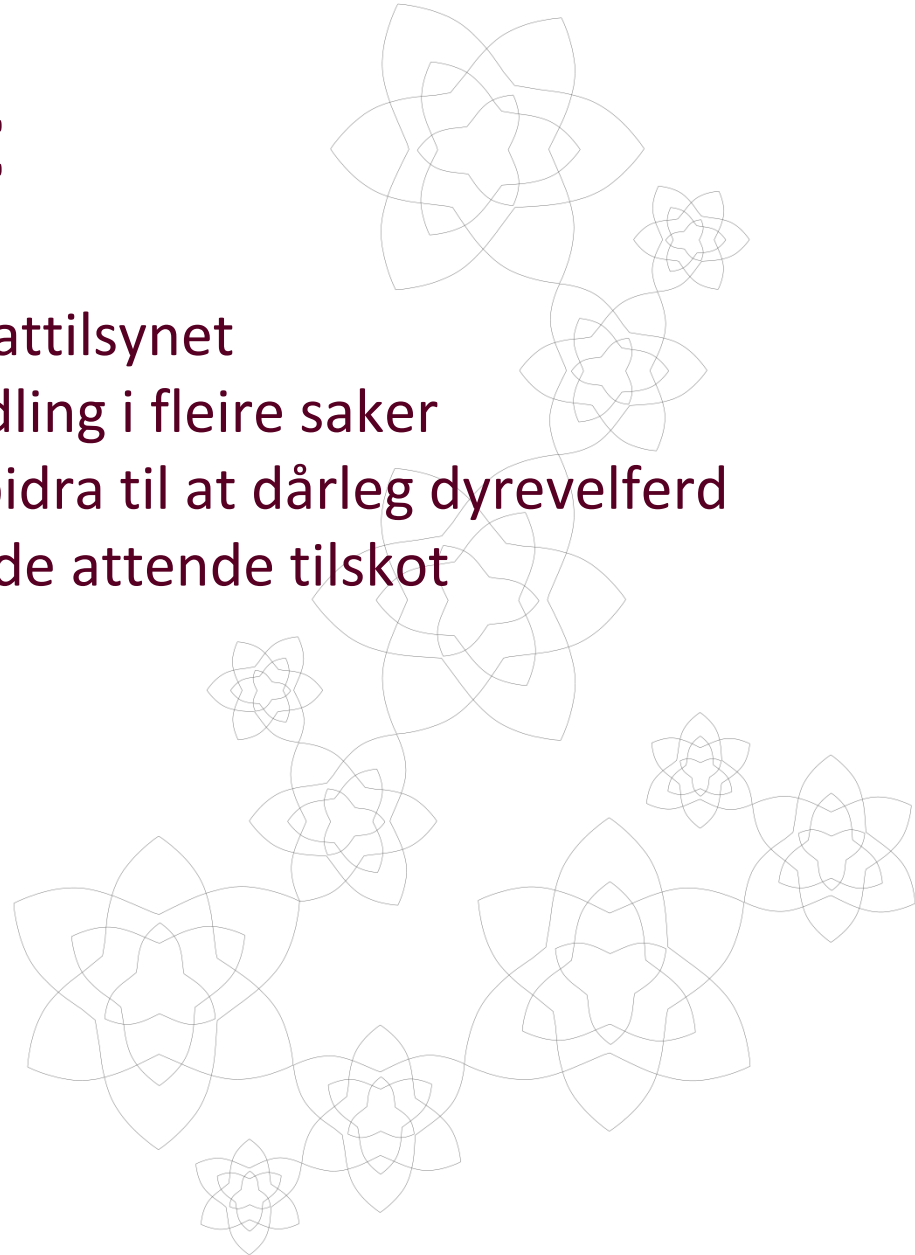 :
attilsynet
dling i fleire saker
bidra til at dårleg dyrevelferd
de attende tilskot